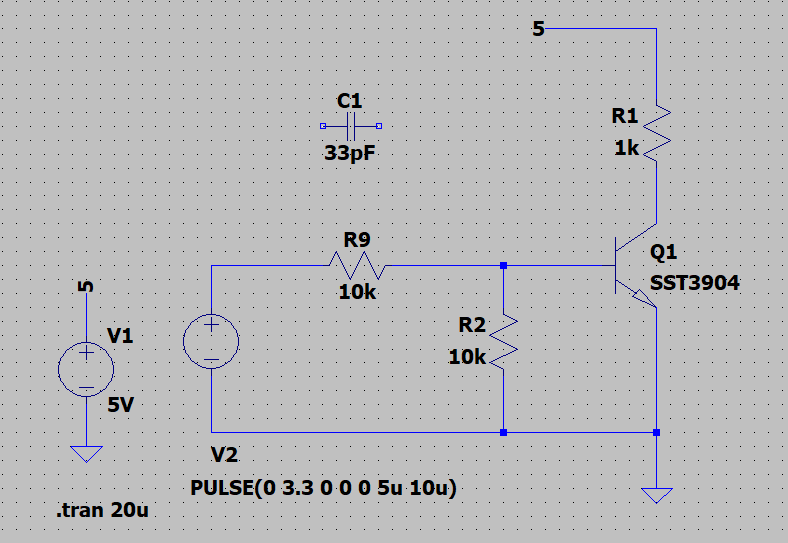 5
C1
33pF
R1
1k
R9
10k
Q1
SST3904
5
V1
5V
R2
10k
V2
PULSE(0 3.3 0 0 0 5u 10u)
.tran 20u